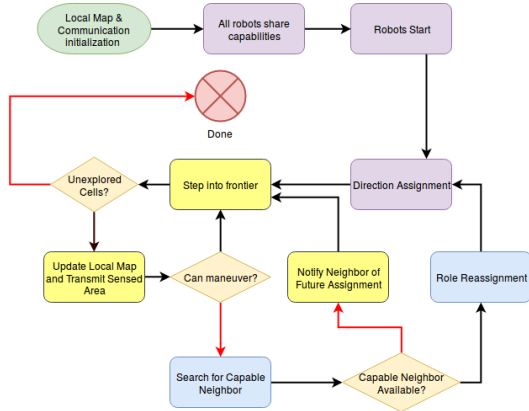 Local Map &
Communication
initialization
All robots share
capabilities
Robots Start
Done
Unexplored
Cells?
Step into frontier
Direction Assignment
Update Local Map
and Transmit Sensed
Area
Can maneuver?
Notify Neighbor of
Future Assignment
Role Reassignment
Search for Capable
Neighbor
Capable Neighbor
Available?